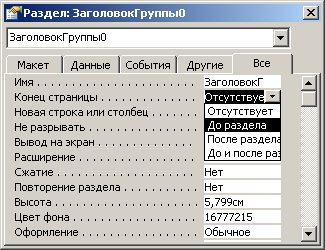 Раздел: ЗаголовокГруппы0
ЗаголовокГруппы0
Макет Данные События Другие Все
Имя ЗаголовокГ
Конец страницы Отсутствует
Новая строка или столбец Отсутствует
Не разрывать До раздела
Вывод на экран После раздела
Расширение До и после раз
Сжатие Нет
Повторение раздела Нет
Высота 5,799см
Цвет фона 16777215
Оформление Обычное